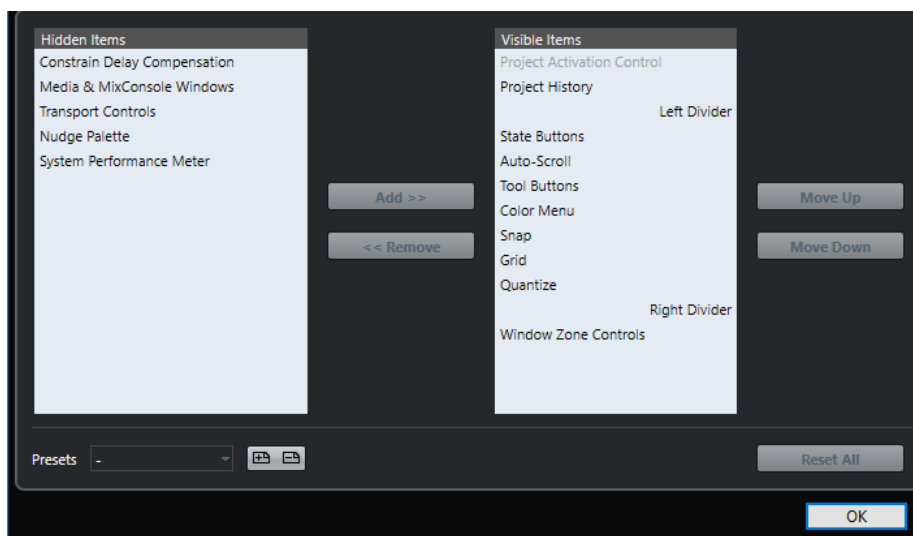 Hidden Items
Constrain Delay Compensation
Media & MixConsole Windows
Transport Controls
Nudge Palette
System Performance Meter
Add >>
<< Remove
Visible Items
Project Activation Control
Project History
Left Divider
State Buttons
Auto-Scroll
Tool Buttons
Color Menu
Snap
Grid
Quantize
Right Divider
Window Zone Controls
Move Up
Move Down
Presets -
Reset All
OK